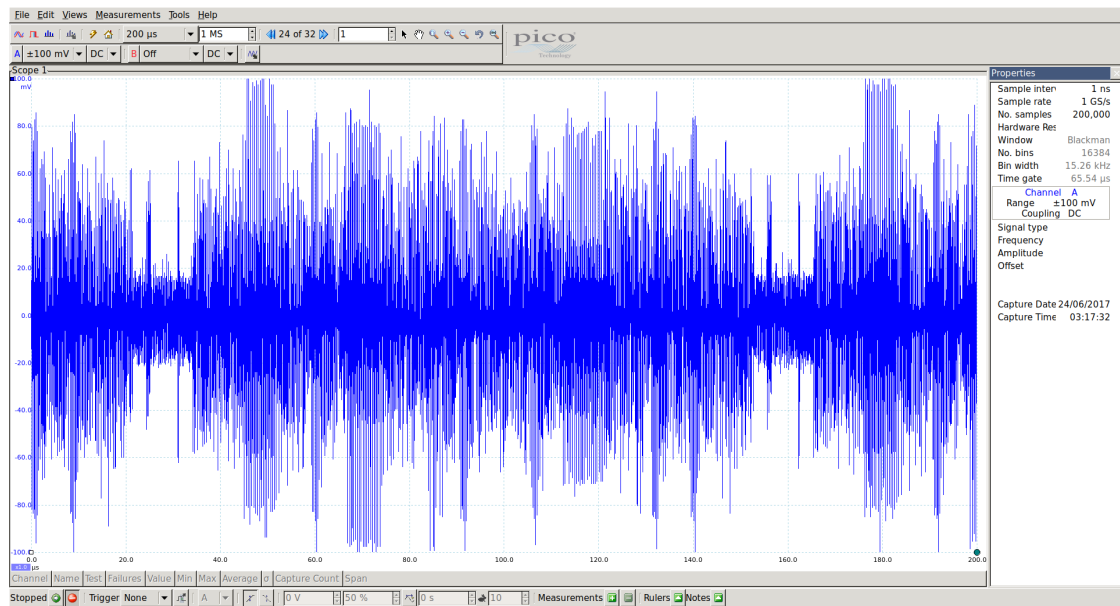 File Edit Views Measurements Tools Help
200 µs 1 MS 24 of 32 1
pico
Technology
A ±100 mV DC B Off DC
Scope 1
Properties
100.0
mV
80.0
60.0
40.0
20.0
0.0
-20.0
-40.0
-60.0
-80.0
-100.0
0.0 20.0 40.0 60.0 80.0 100.0 120.0 140.0 160.0 180.0 200.0
x1.0 µs
Sample inter 1 ns
Sample rate 1 GS/s
No. samples 200,000
Hardware Res
Window Blackman
No. bins 16384
Bin width 15.26 kHz
Time gate 65.54 µs
Channel A
Range ±100 mV
Coupling DC
Signal type
Frequency
Amplitude
Offset
Capture Date 24/06/2017
Capture Time 03:17:32
Channel Name Test Failures Value Min Max Average σ Capture Count Span
Stopped Trigger None A 0 V 50 % 0 s 10 Measurements Rulers Notes